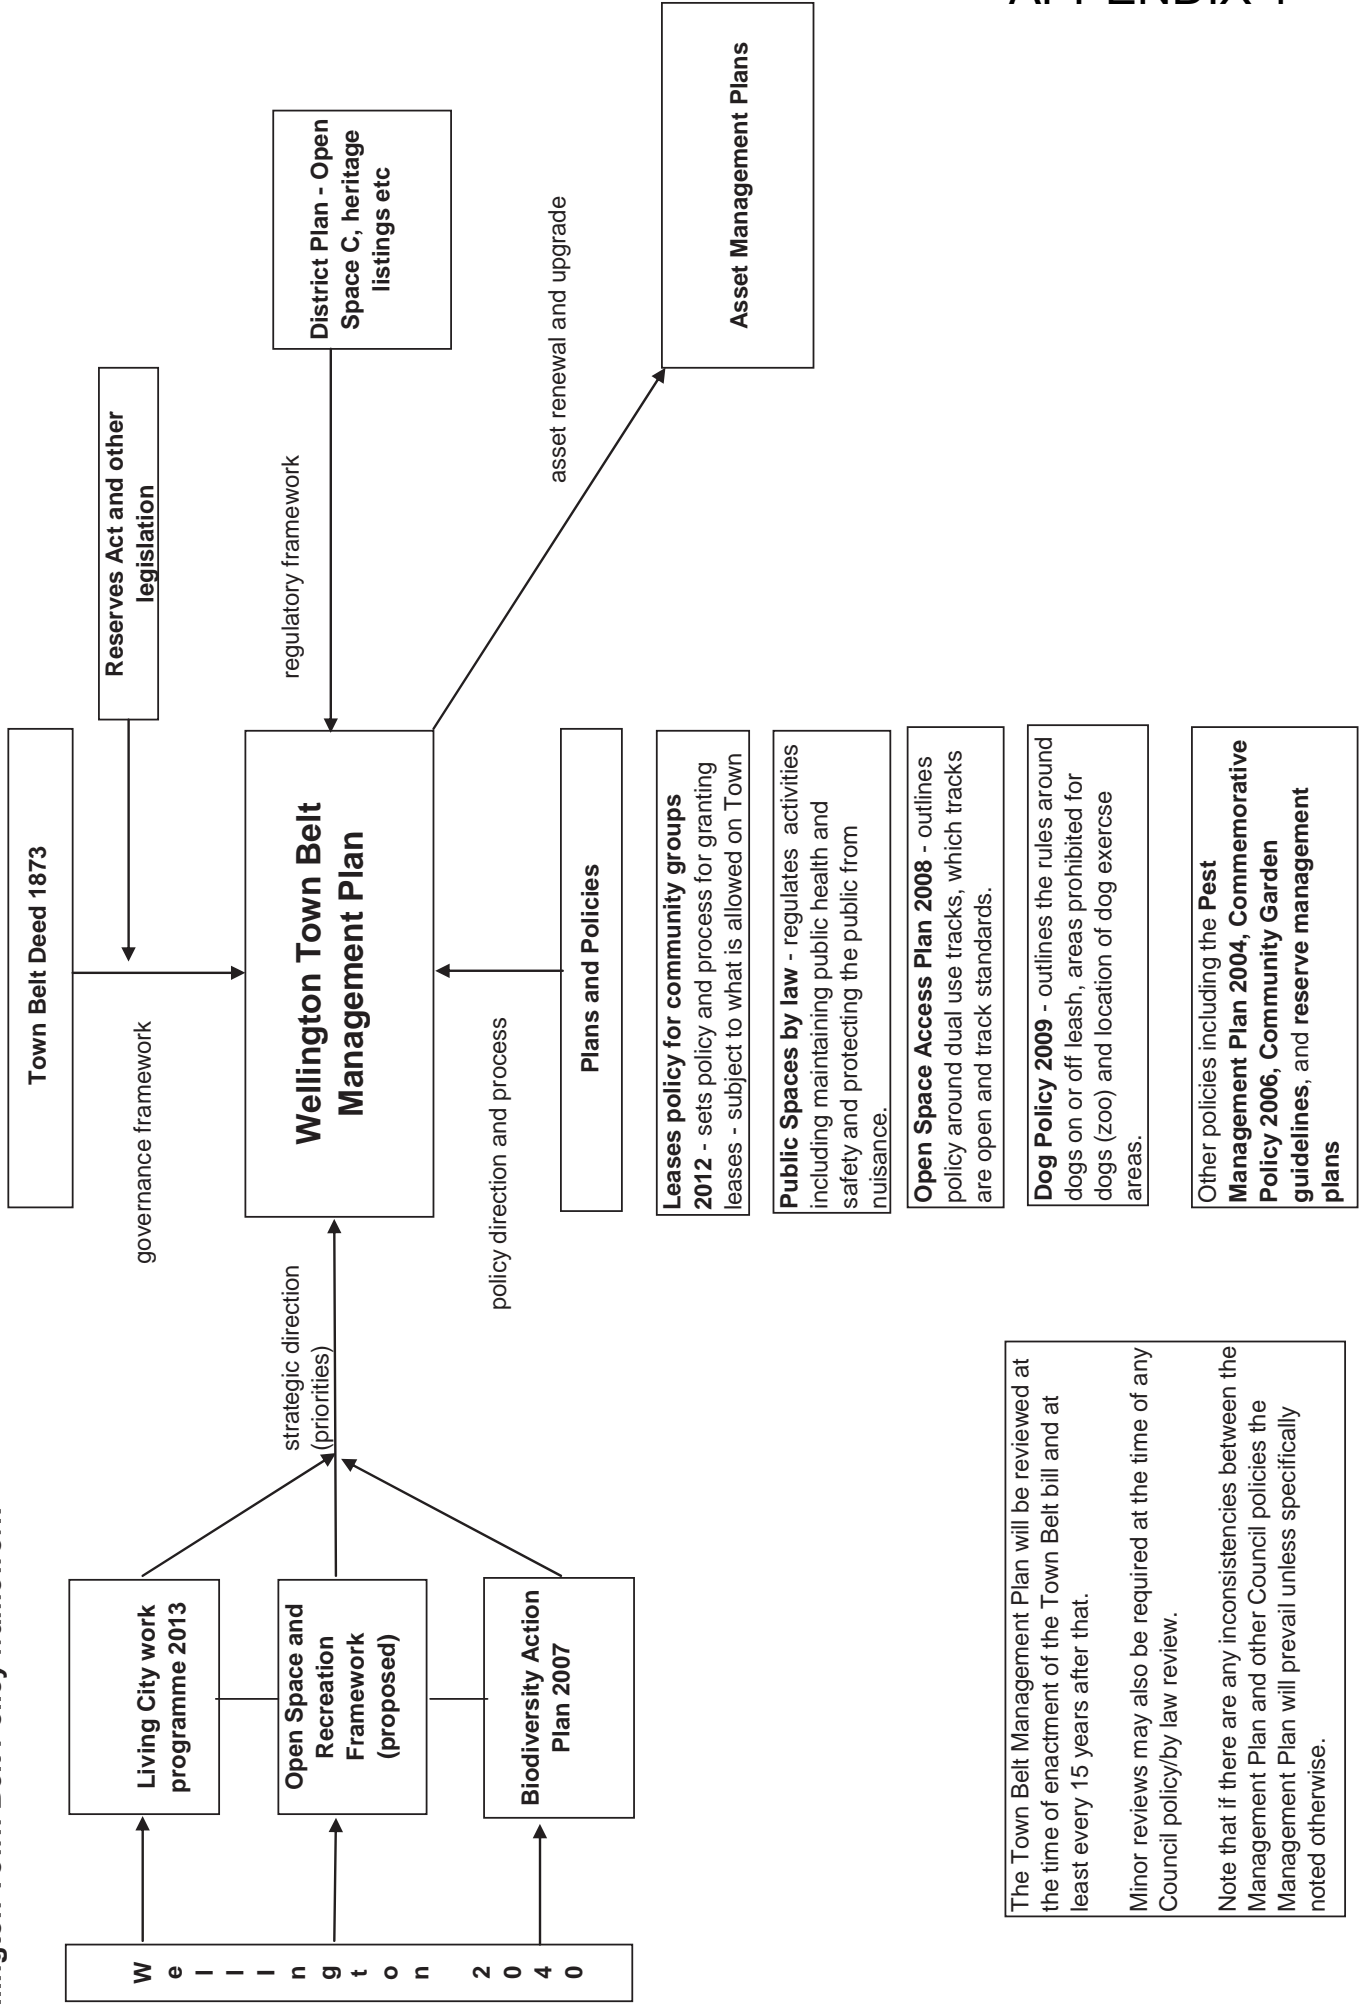 APPENDIX
Town Belt Policy framework
Town Belt Deed 1873
Reserves Act and other
legislation
governance framework
Wellington 2040
Living City work
programme 2013
Open Space and
Recreation
Framework
(proposed)
Biodiversity Action
Plan 2007
strategic direction
(priorities)
Wellington Town Belt
Management Plan
regulatory framework
District Plan - Open
Space C, heritage
listings etc
policy direction and process
asset renewal and upgrade
Asset Management Plans
Plans and Policies
Leases policy for community groups
2012 - sets policy and process for granting
leases - subject to what is allowed on Town
Public Spaces by law - regulates activities
including maintaining public health and
safety and protecting the public from
nuisance.
Open Space Access Plan 2008 - outlines
policy around dual use tracks, which tracks
are open and track standards.
Dog Policy 2009 - outlines the rules around
dogs on or off leash, areas prohibited for
dogs (zoo) and location of dog exercse
areas.
Other policies including the Pest
Management Plan 2004, Commemorative
Policy 2006, Community Garden
guidelines, and reserve management
plans
The Town Belt Management Plan will be reviewed at
the time of enactment of the Town Belt bill and at
least every 15 years after that.
Minor reviews may also be required at the time of any
Council policy/by law review.
Note that if there are any inconsistencies between the
Management Plan and other Council policies the
Management Plan will prevail unless specifically
noted otherwise.